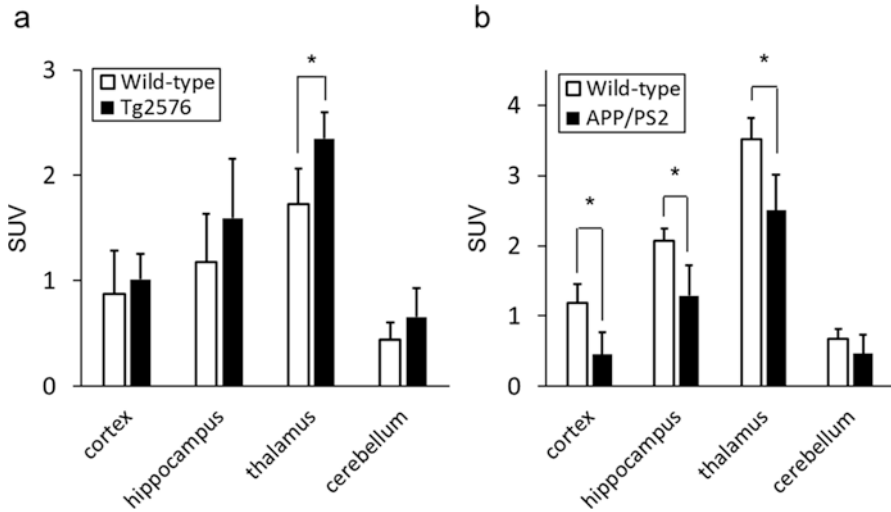 a
3
2
1
0
SUV
Wild-type
Tg2576
*
cortex
hippocampus
thalamus
cerebellum
b
4
3
2
1
0
SUV
Wild-type
APP/PS2
*
*
*
cortex
hippocampus
thalamus
cerebellum